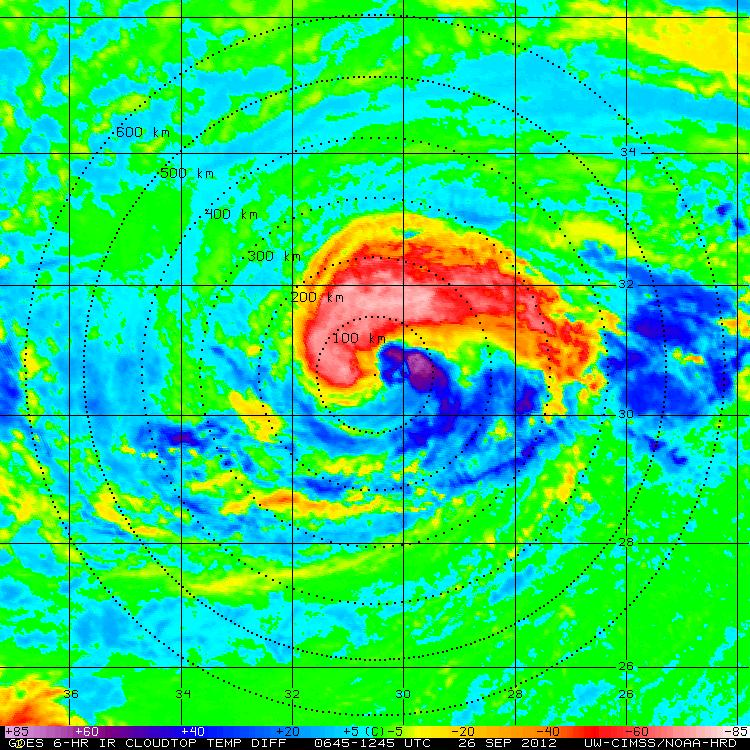 600 km
34
500 km
400 km
300 km
32
200 km
100 km
30
28
26
36 34 32 30 28 26
+85 +60 +40 +20 +5 (C) -5 -20 -40 -60 -85
GOES 6-HR IR CLOUDTOP TEMP DIFF 0645-1245 UTC 26 SEP 2012 UW-CIMSS/NOAA HRD